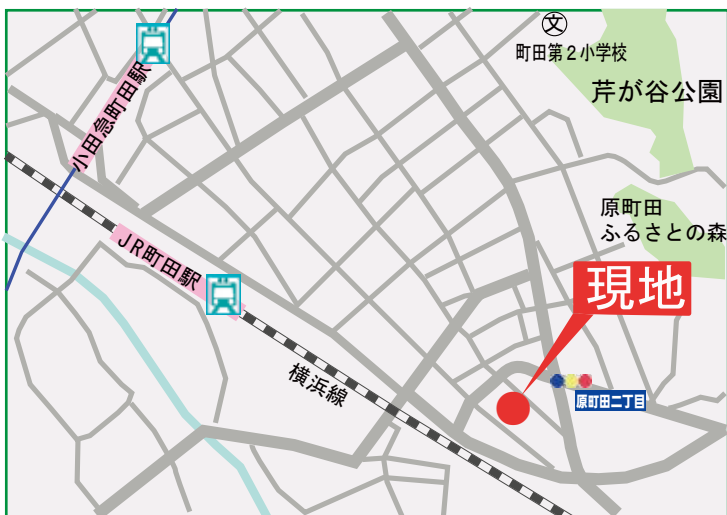 文
町田第2小学校
芹が谷公園
小田急町田駅
原町田
ふるさとの森
JR町田駅
現地
横浜線
原町田二丁目